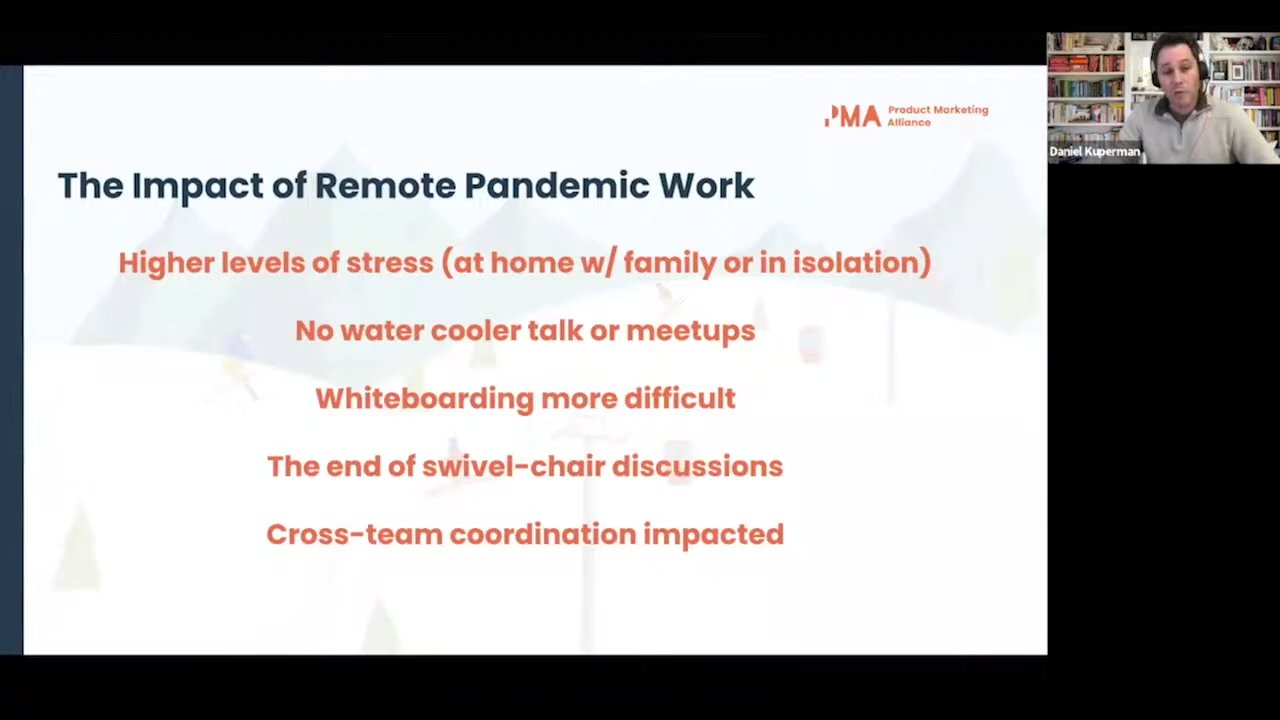 PMA Product Marketing
Alliance
Daniel Kuperman
The Impact of Remote Pandemic Work
Higher levels of stress (at home w/ family or in isolation)
No water cooler talk or meetups
Whiteboarding more difficult
The end of swivel-chair discussions
Cross-team coordination impacted